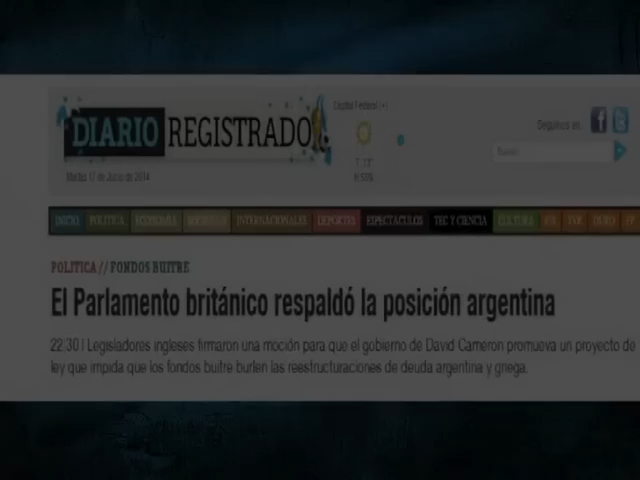 DIARIO REGISTRADO
Capital Federal (+)
Seguinos en:
Martes 17 de Junio de 2014
INICIO POLITICA ECONOMIA SOCIEDAD INTERNACIONALES DEPORTES ESPECTACULOS TEC Y CIENCIA CULTURA
POLITICA // FONDOS BUITRE
El Parlamento británico respaldó la posición argentina
22:30 | Legisladores ingleses firmaron una moción para que el gobierno de David Cameron promueva un proyecto de
ley que impida que los fondos buitre burlen las reestructuraciones de deuda argentina y griega.